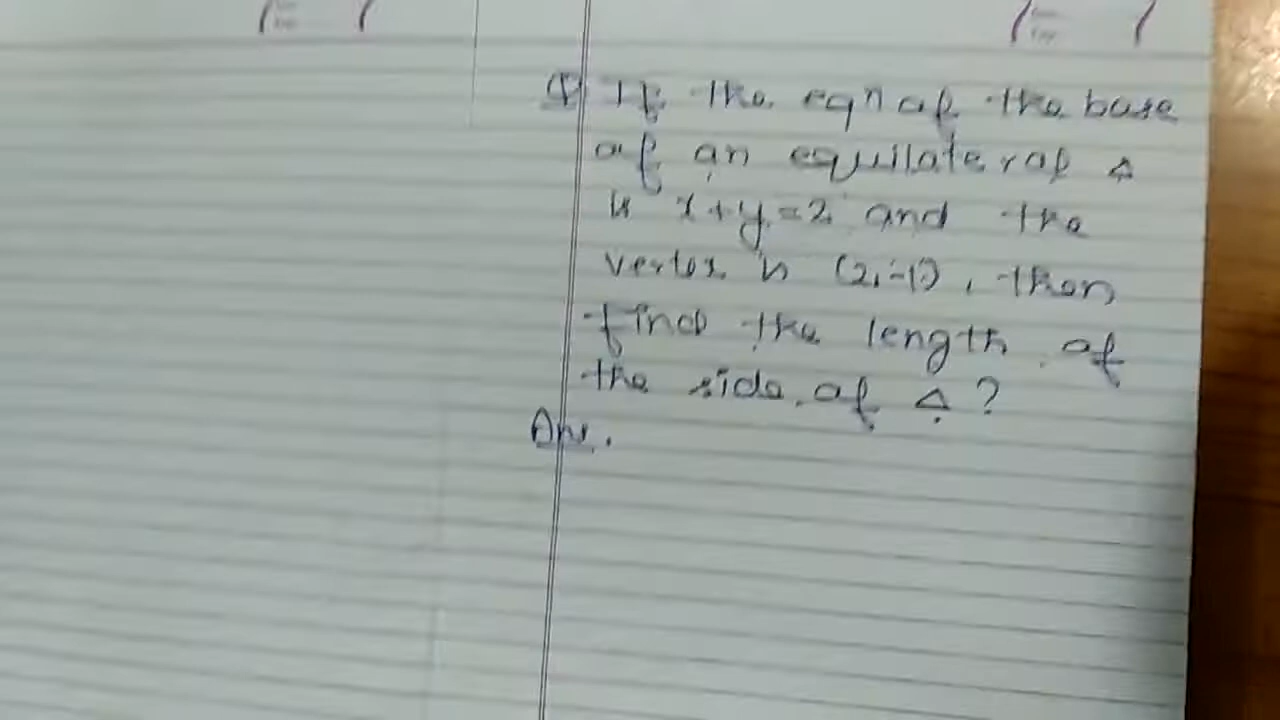 Q If the eqn of the base
of an equilateral Δ
is x+y=2 and the
vertex is (2,-1), then
find the length of
the side of Δ ?
Ans.